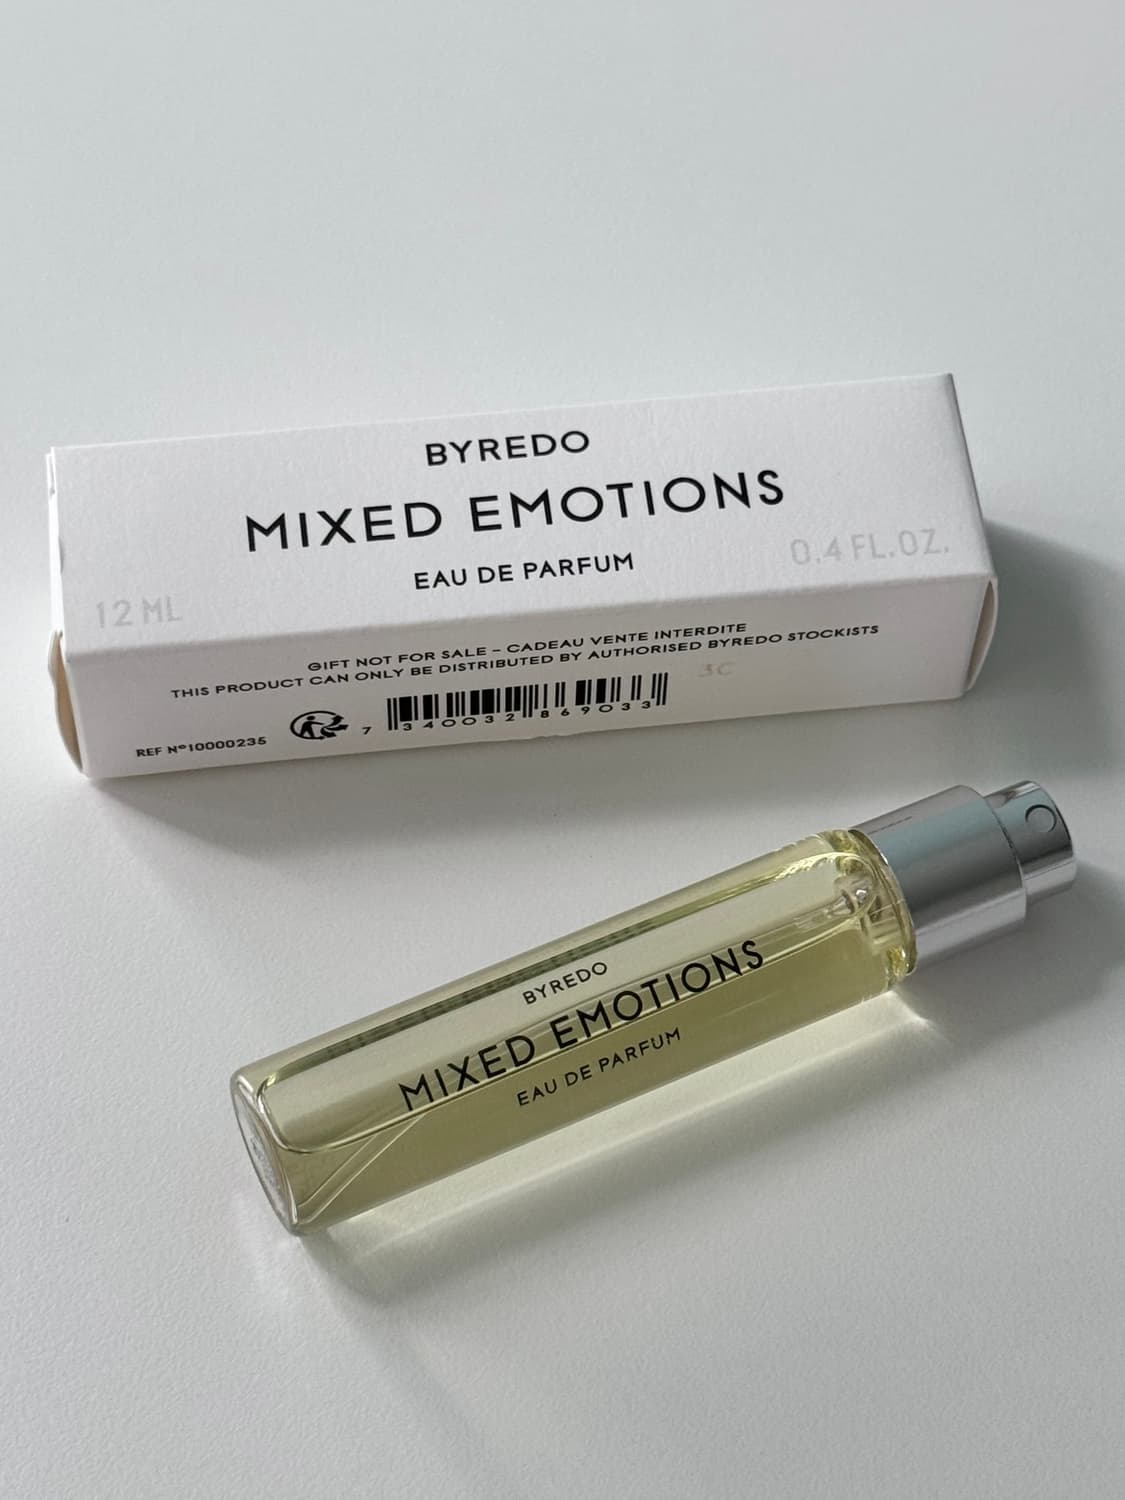 BYREDO
MIXED EMOTIONS
EAU DE PARFUM
12 ML
0.4 FL.OZ.
GIFT NOT FOR SALE – CADEAU VENTE INTERDITE
THIS PRODUCT CAN ONLY BE DISTRIBUTED BY AUTHORISED BYREDO STOCKISTS
3C
REF N°10000235
7 340032 869033
BYREDO
MIXED EMOTIONS
EAU DE PARFUM